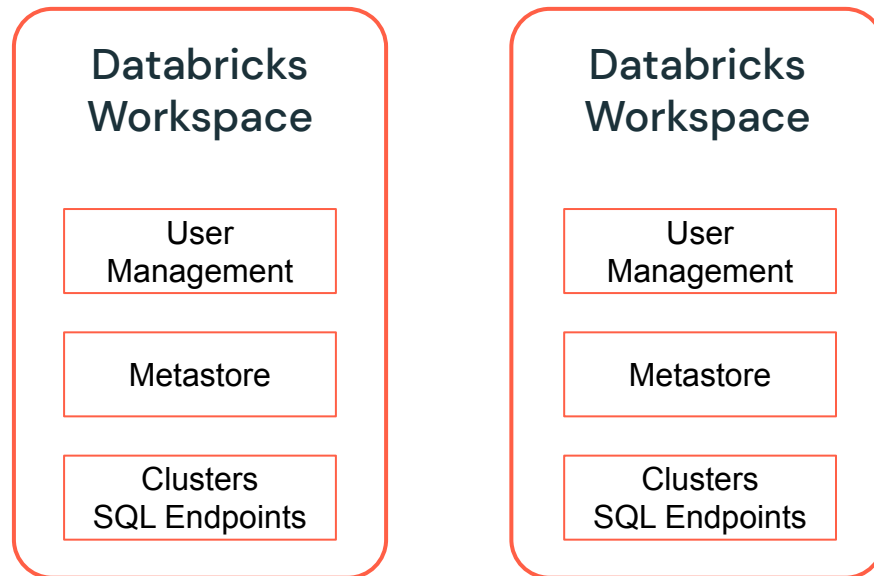 Databricks
Workspace
User
Management
Metastore
Clusters
SQL Endpoints
Databricks
Workspace
User
Management
Metastore
Clusters
SQL Endpoints